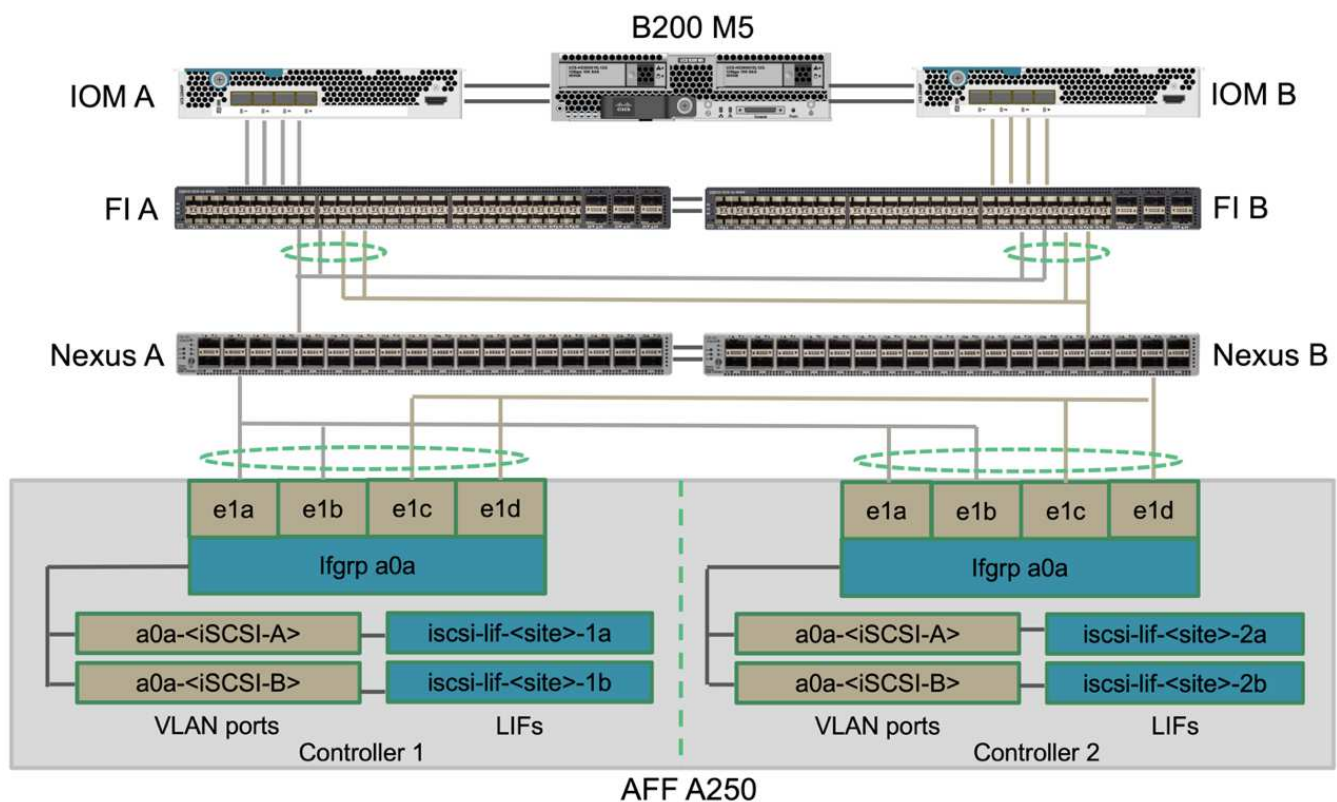 B200 M5
IOM A
IOM B
FI A
FI B
Nexus A
Nexus B
e1a e1b e1c e1d
e1a e1b e1c e1d
Ifgrp a0a
Ifgrp a0a
a0a-<iSCSI-A>
iscsi-lif-<site>-1a
a0a-<iSCSI-A>
iscsi-lif-<site>-2a
a0a-<iSCSI-B>
iscsi-lif-<site>-1b
a0a-<iSCSI-B>
iscsi-lif-<site>-2b
VLAN ports
LIFs
VLAN ports
LIFs
Controller 1
Controller 2
AFF A250